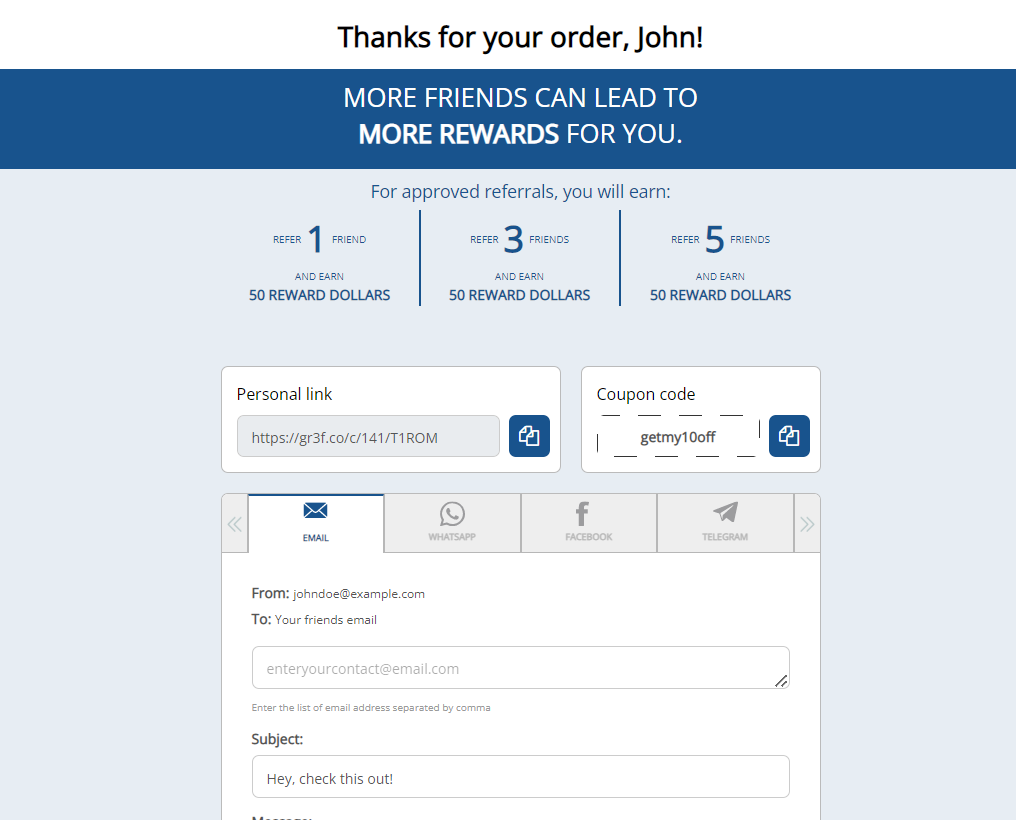 Thanks for your order, John!
MORE FRIENDS CAN LEAD TO
MORE REWARDS FOR YOU.
For approved referrals, you will earn:
REFER 1 FRIEND
AND EARN
50 REWARD DOLLARS
REFER 3 FRIENDS
AND EARN
50 REWARD DOLLARS
REFER 5 FRIENDS
AND EARN
50 REWARD DOLLARS
Personal link
https://gr3f.co/c/141/T1ROM
Coupon code
getmy10off
EMAIL
WHATSAPP
FACEBOOK
TELEGRAM
From: johndoe@example.com
To: Your friends email
enteryourcontact@email.com
Enter the list of email address separated by comma
Subject:
Hey, check this out!